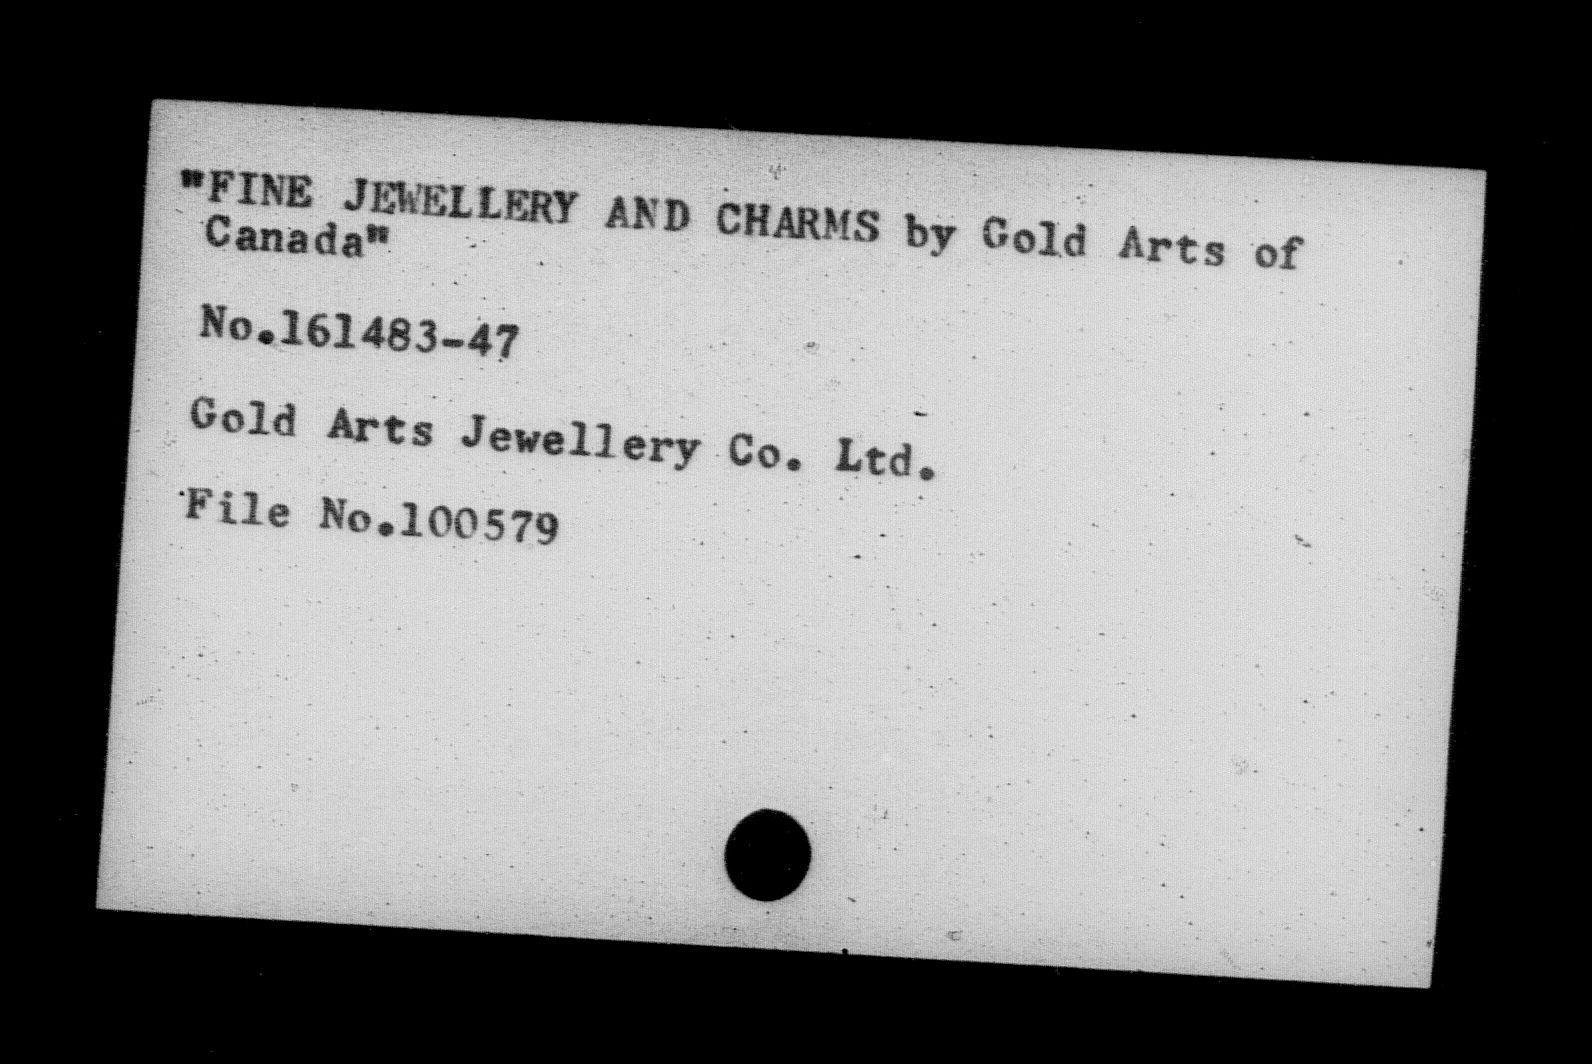 "FINE JEWELLERY AND CHARMS by Gold Arts of
Canada"
No.161483-47
Gold Arts Jewellery Co. Ltd.
File No.100579